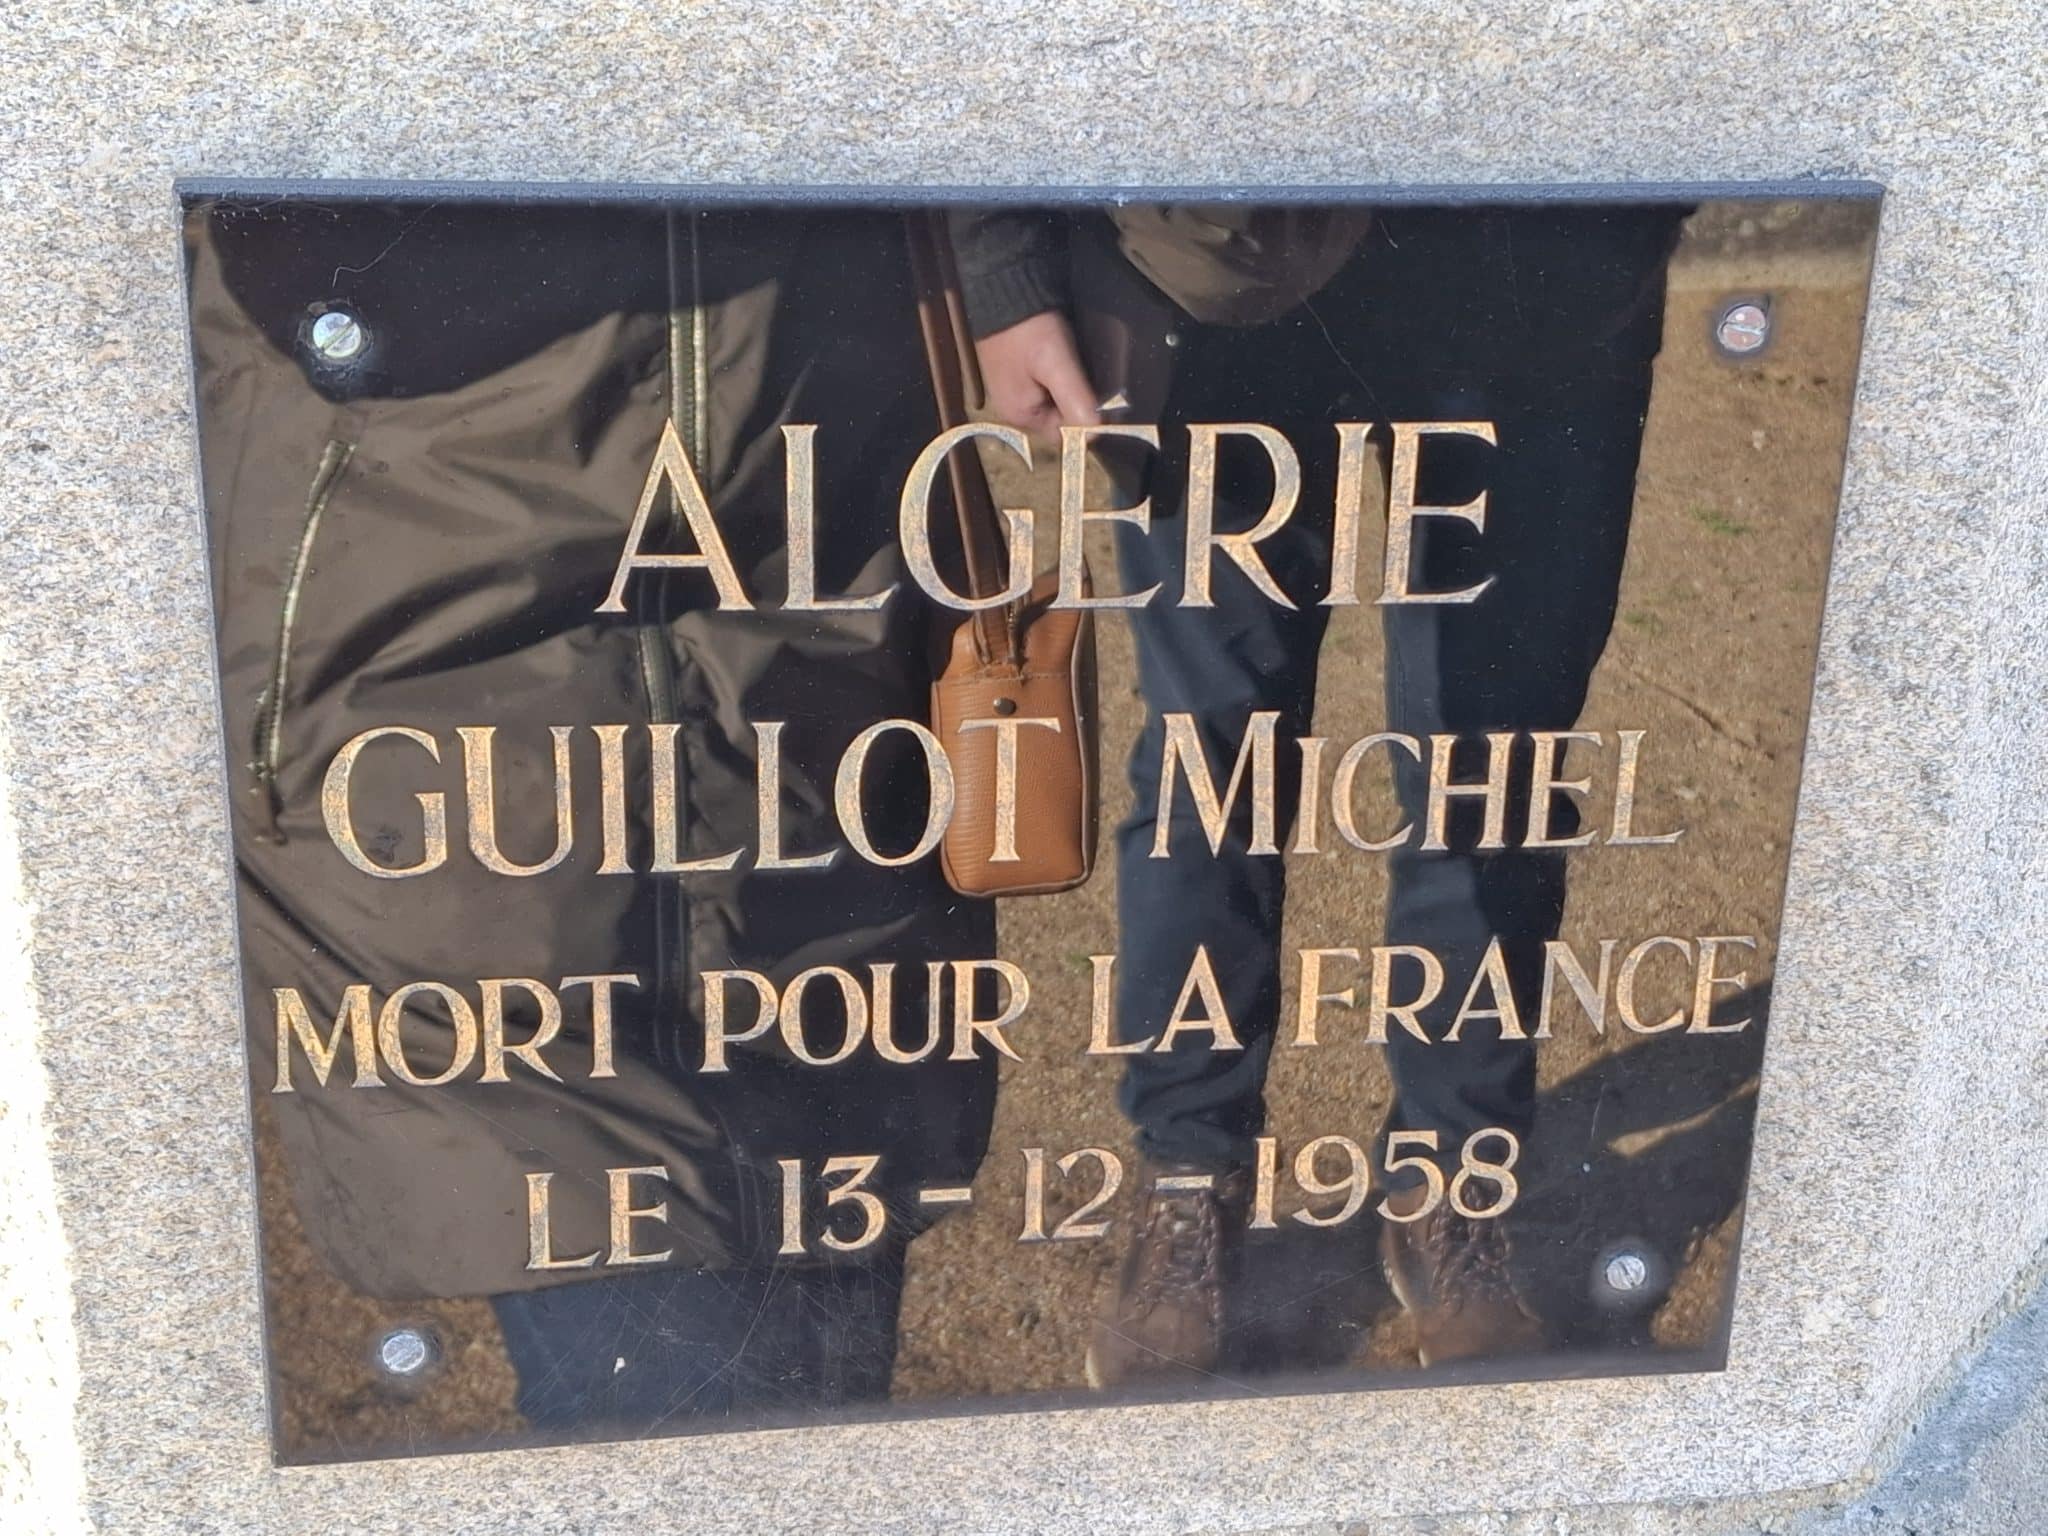 ALGÉRIE
GUILLOT MICHEL
MORT POUR LA FRANCE
LE 13-12-1958